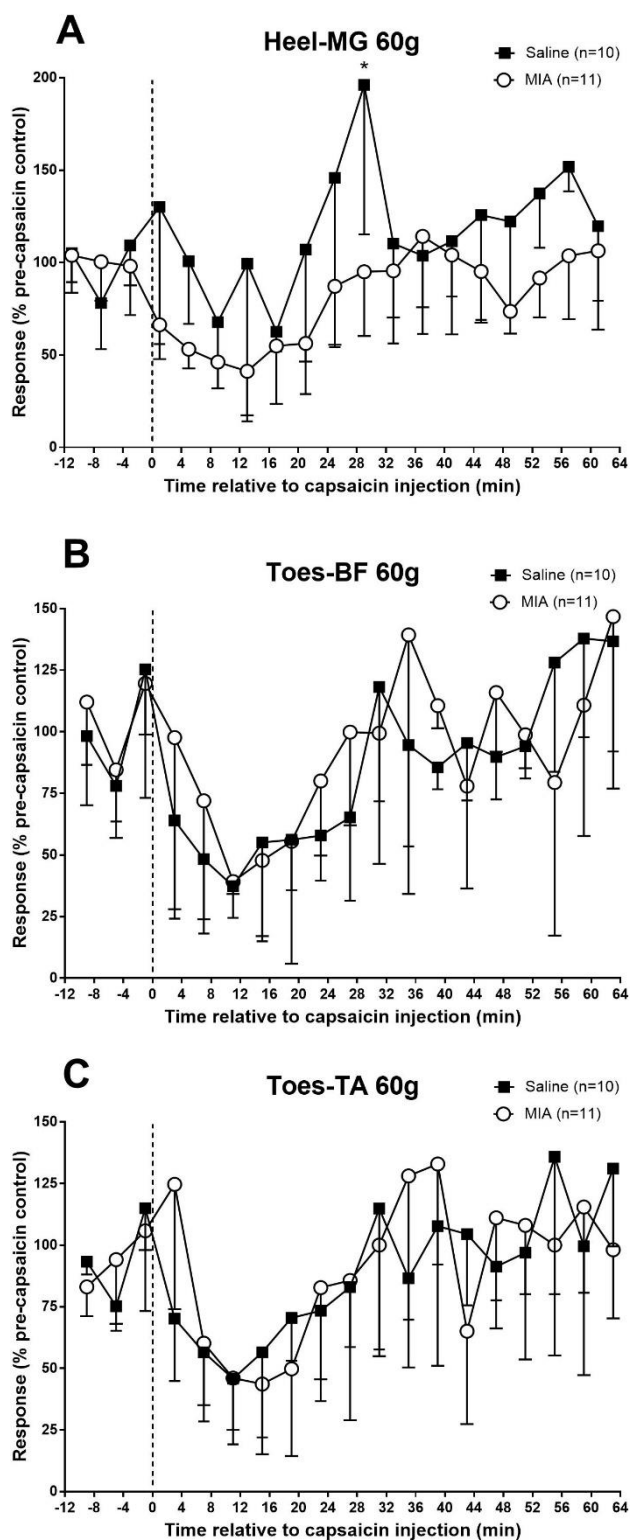 A
Heel-MG 60g
Saline (n=10)
MIA (n=11)
*
Response (% pre-capsaicin control)
200
150
100
50
0
-12 -8 -4 0 4 8 12 16 20 24 28 32 36 40 44 48 52 56 60 64
Time relative to capsaicin injection (min)
B
Toes-BF 60g
Saline (n=10)
MIA (n=11)
Response (% pre-capsaicin control)
150
125
100
75
50
25
0
-12 -8 -4 0 4 8 12 16 20 24 28 32 36 40 44 48 52 56 60 64
Time relative to capsaicin injection (min)
C
Toes-TA 60g
Saline (n=10)
MIA (n=11)
Response (% pre-capsaicin control)
150
125
100
75
50
25
0
-12 -8 -4 0 4 8 12 16 20 24 28 32 36 40 44 48 52 56 60 64
Time relative to capsaicin injection (min)